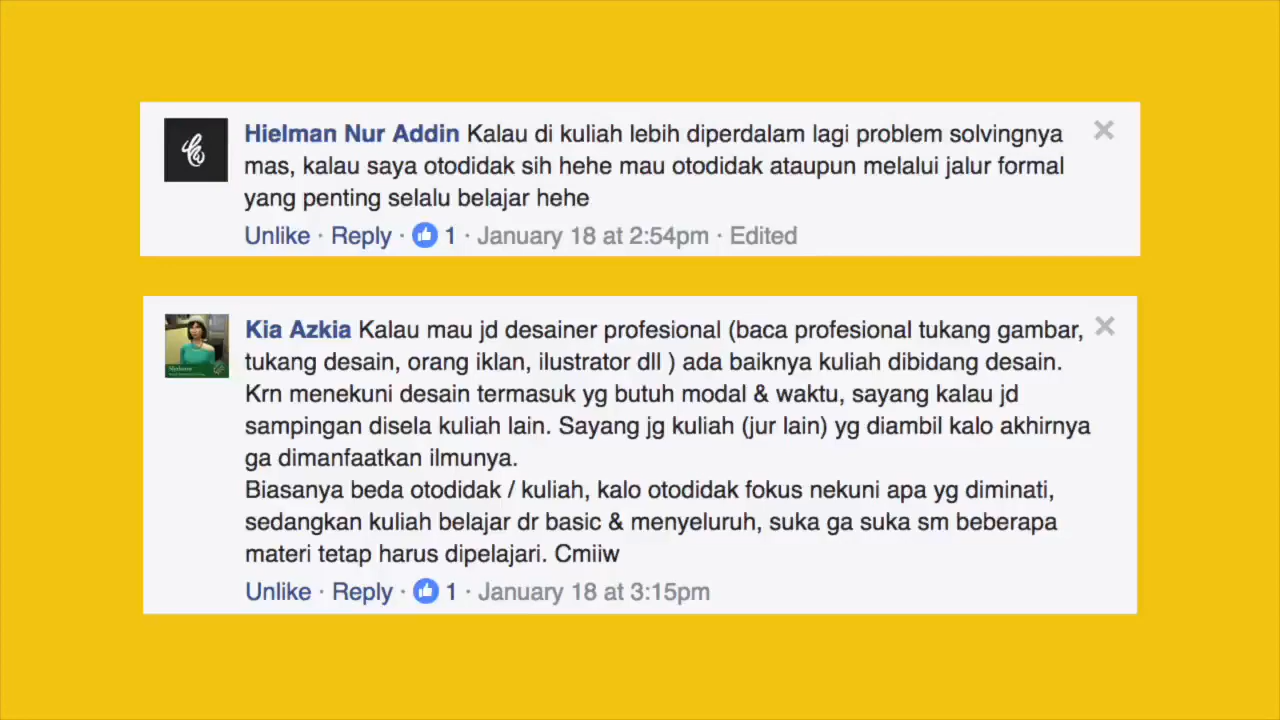 Hielman Nur Addin Kalau di kuliah lebih diperdalam lagi problem solvingnya
mas, kalau saya otodidak sih hehe mau otodidak ataupun melalui jalur formal
yang penting selalu belajar hehe
Unlike · Reply · 1 · January 18 at 2:54pm · Edited
Kia Azkia Kalau mau jd desainer profesional (baca profesional tukang gambar,
tukang desain, orang iklan, ilustrator dll ) ada baiknya kuliah dibidang desain.
Krn menekuni desain termasuk yg butuh modal & waktu, sayang kalau jd
sampingan disela kuliah lain. Sayang jg kuliah (jur lain) yg diambil kalo akhirnya
ga dimanfaatkan ilmunya.
Biasanya beda otodidak / kuliah, kalo otodidak fokus nekuni apa yg diminati,
sedangkan kuliah belajar dr basic & menyeluruh, suka ga suka sm beberapa
materi tetap harus dipelajari. Cmiiw
Unlike · Reply · 1 · January 18 at 3:15pm